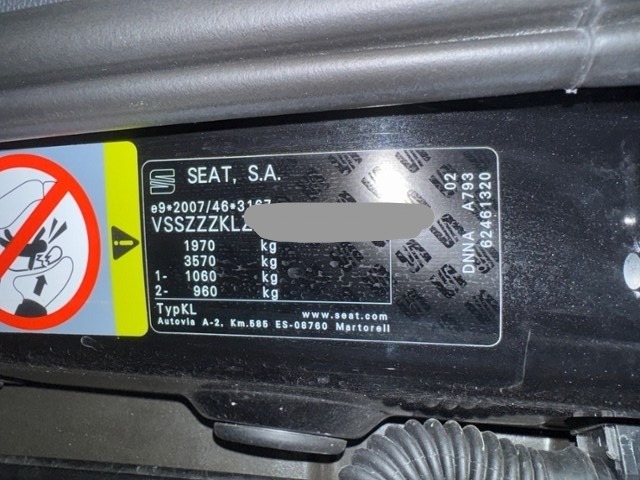 SEAT, S.A.
e9*2007/46*31
VSSZZZKLZ
1970 kg
3570 kg
1- 1060 kg
2- 960 kg
TypKL www.seat.com
Autovia A-2, Km.585 ES-08760 Martorell
02
DNNA A793
62461320